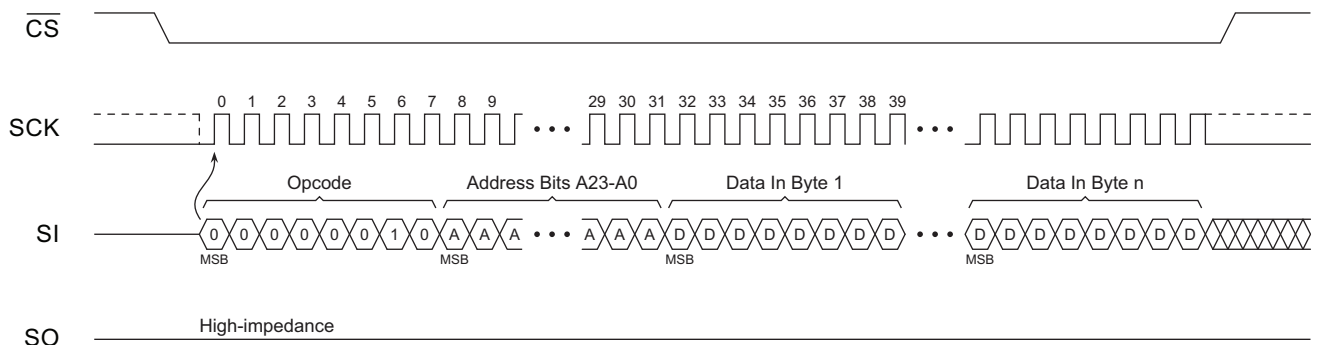 CS
0 1 2 3 4 5 6 7 8 9 29 30 31 32 33 34 35 36 37 38 39
SCK
Opcode Address Bits A23-A0 Data In Byte 1 Data In Byte n
SI 0 0 0 0 0 0 1 0 A A A A A A D D D D D D D D D D D D D D D D
MSB MSB MSB MSB
High-impedance
SO